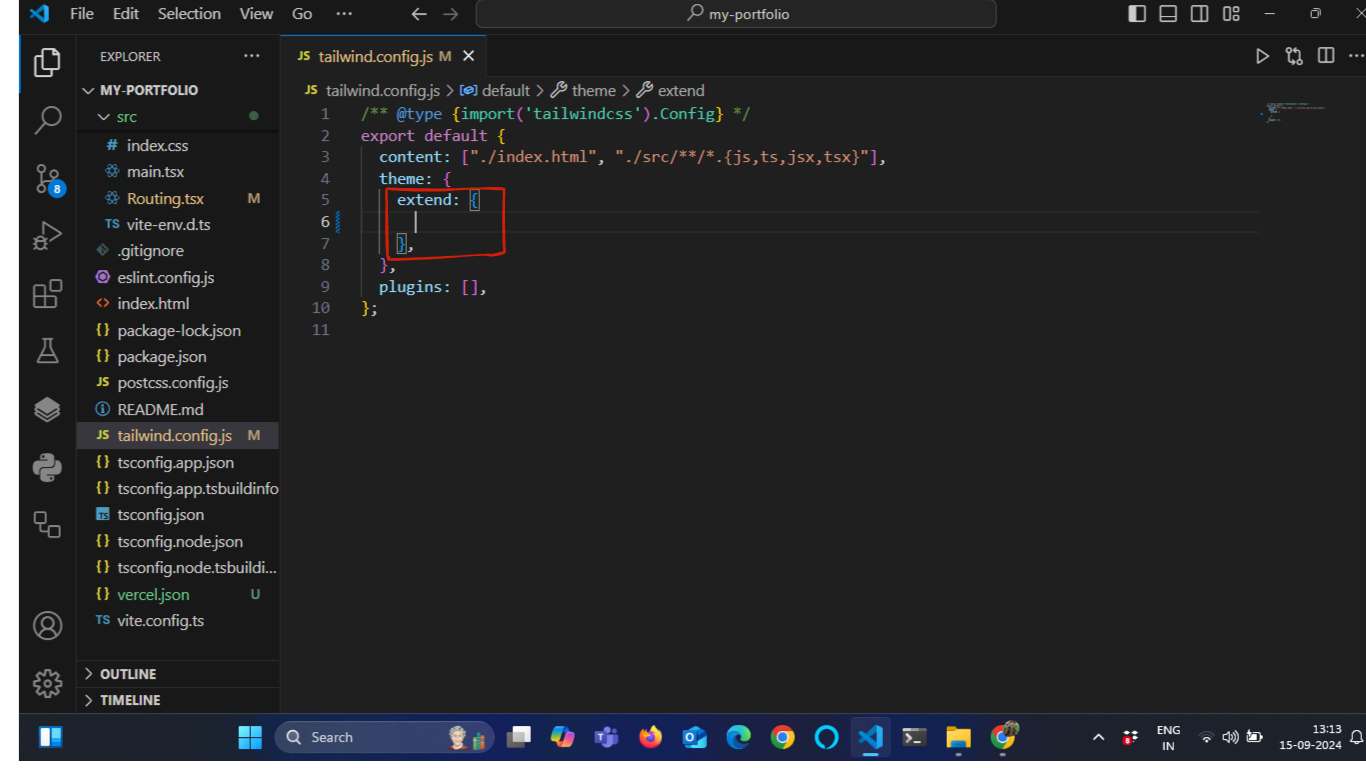 File Edit Selection View Go ··· my-portfolio
EXPLORER ···
MY-PORTFOLIO
src
# index.css
main.tsx
Routing.tsx M
TS vite-env.d.ts
.gitignore
eslint.config.js
<> index.html
{} package-lock.json
{} package.json
JS postcss.config.js
README.md
JS tailwind.config.js M
{} tsconfig.app.json
{} tsconfig.app.tsbuildinfo
TS tsconfig.json
{} tsconfig.node.json
{} tsconfig.node.tsbuildi...
{} vercel.json U
TS vite.config.ts
OUTLINE
TIMELINE
8
JS tailwind.config.js M
JS tailwind.config.js > default > theme > extend
1 /** @type {import('tailwindcss').Config} */
2 export default {
3 content: ["./index.html", "./src/**/*.{js,ts,jsx,tsx}"],
4 theme: {
5 extend: {
6
7 },
8 },
9 plugins: [],
10 };
11
Search
ENG
IN
13:13
15-09-2024